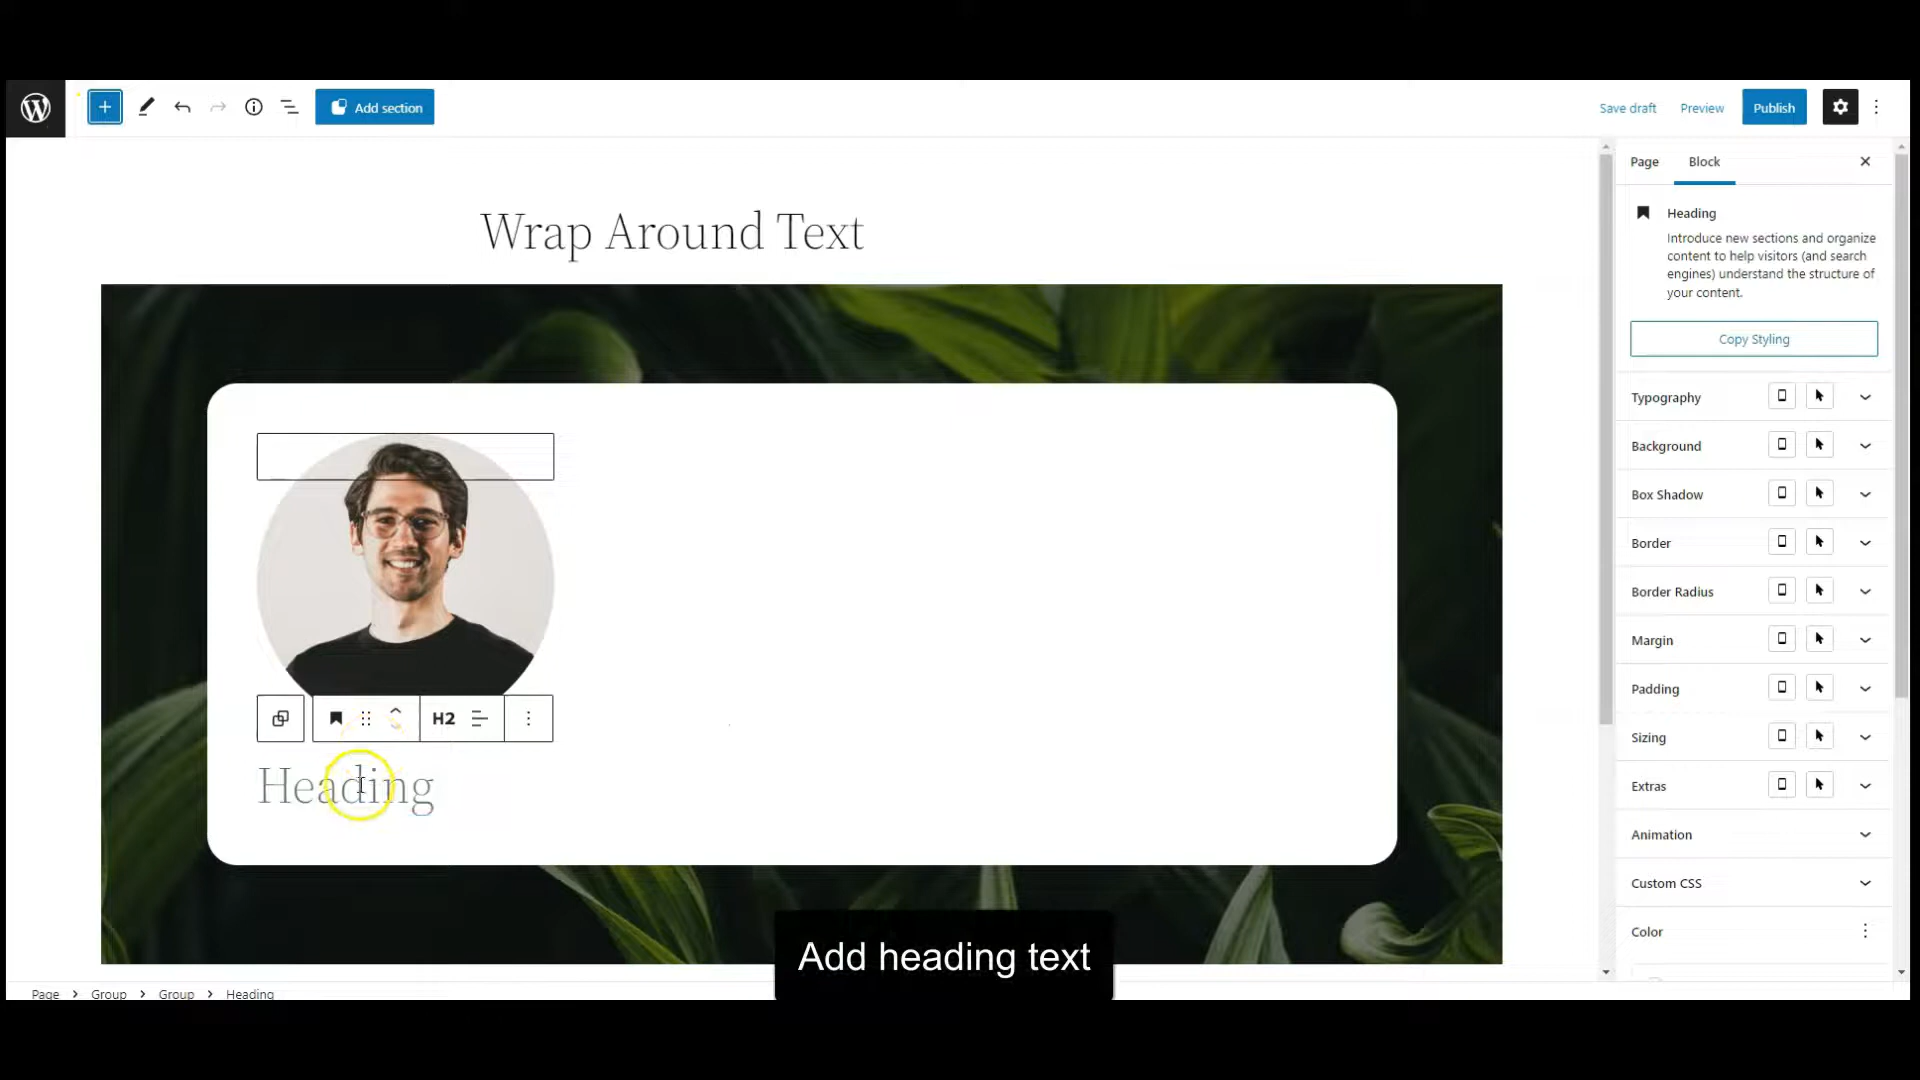 Add section
Save draft
Preview
Publish
Page
Block
Wrap Around Text
Heading
Introduce new sections and organize
content to help visitors (and search
engines) understand the structure of
your content.
Copy Styling
Typography
Background
Box Shadow
Border
Border Radius
Margin
Padding
Sizing
Extras
Animation
Custom CSS
Color
H2
Heading
Add heading text
Page > Group > Group > Heading